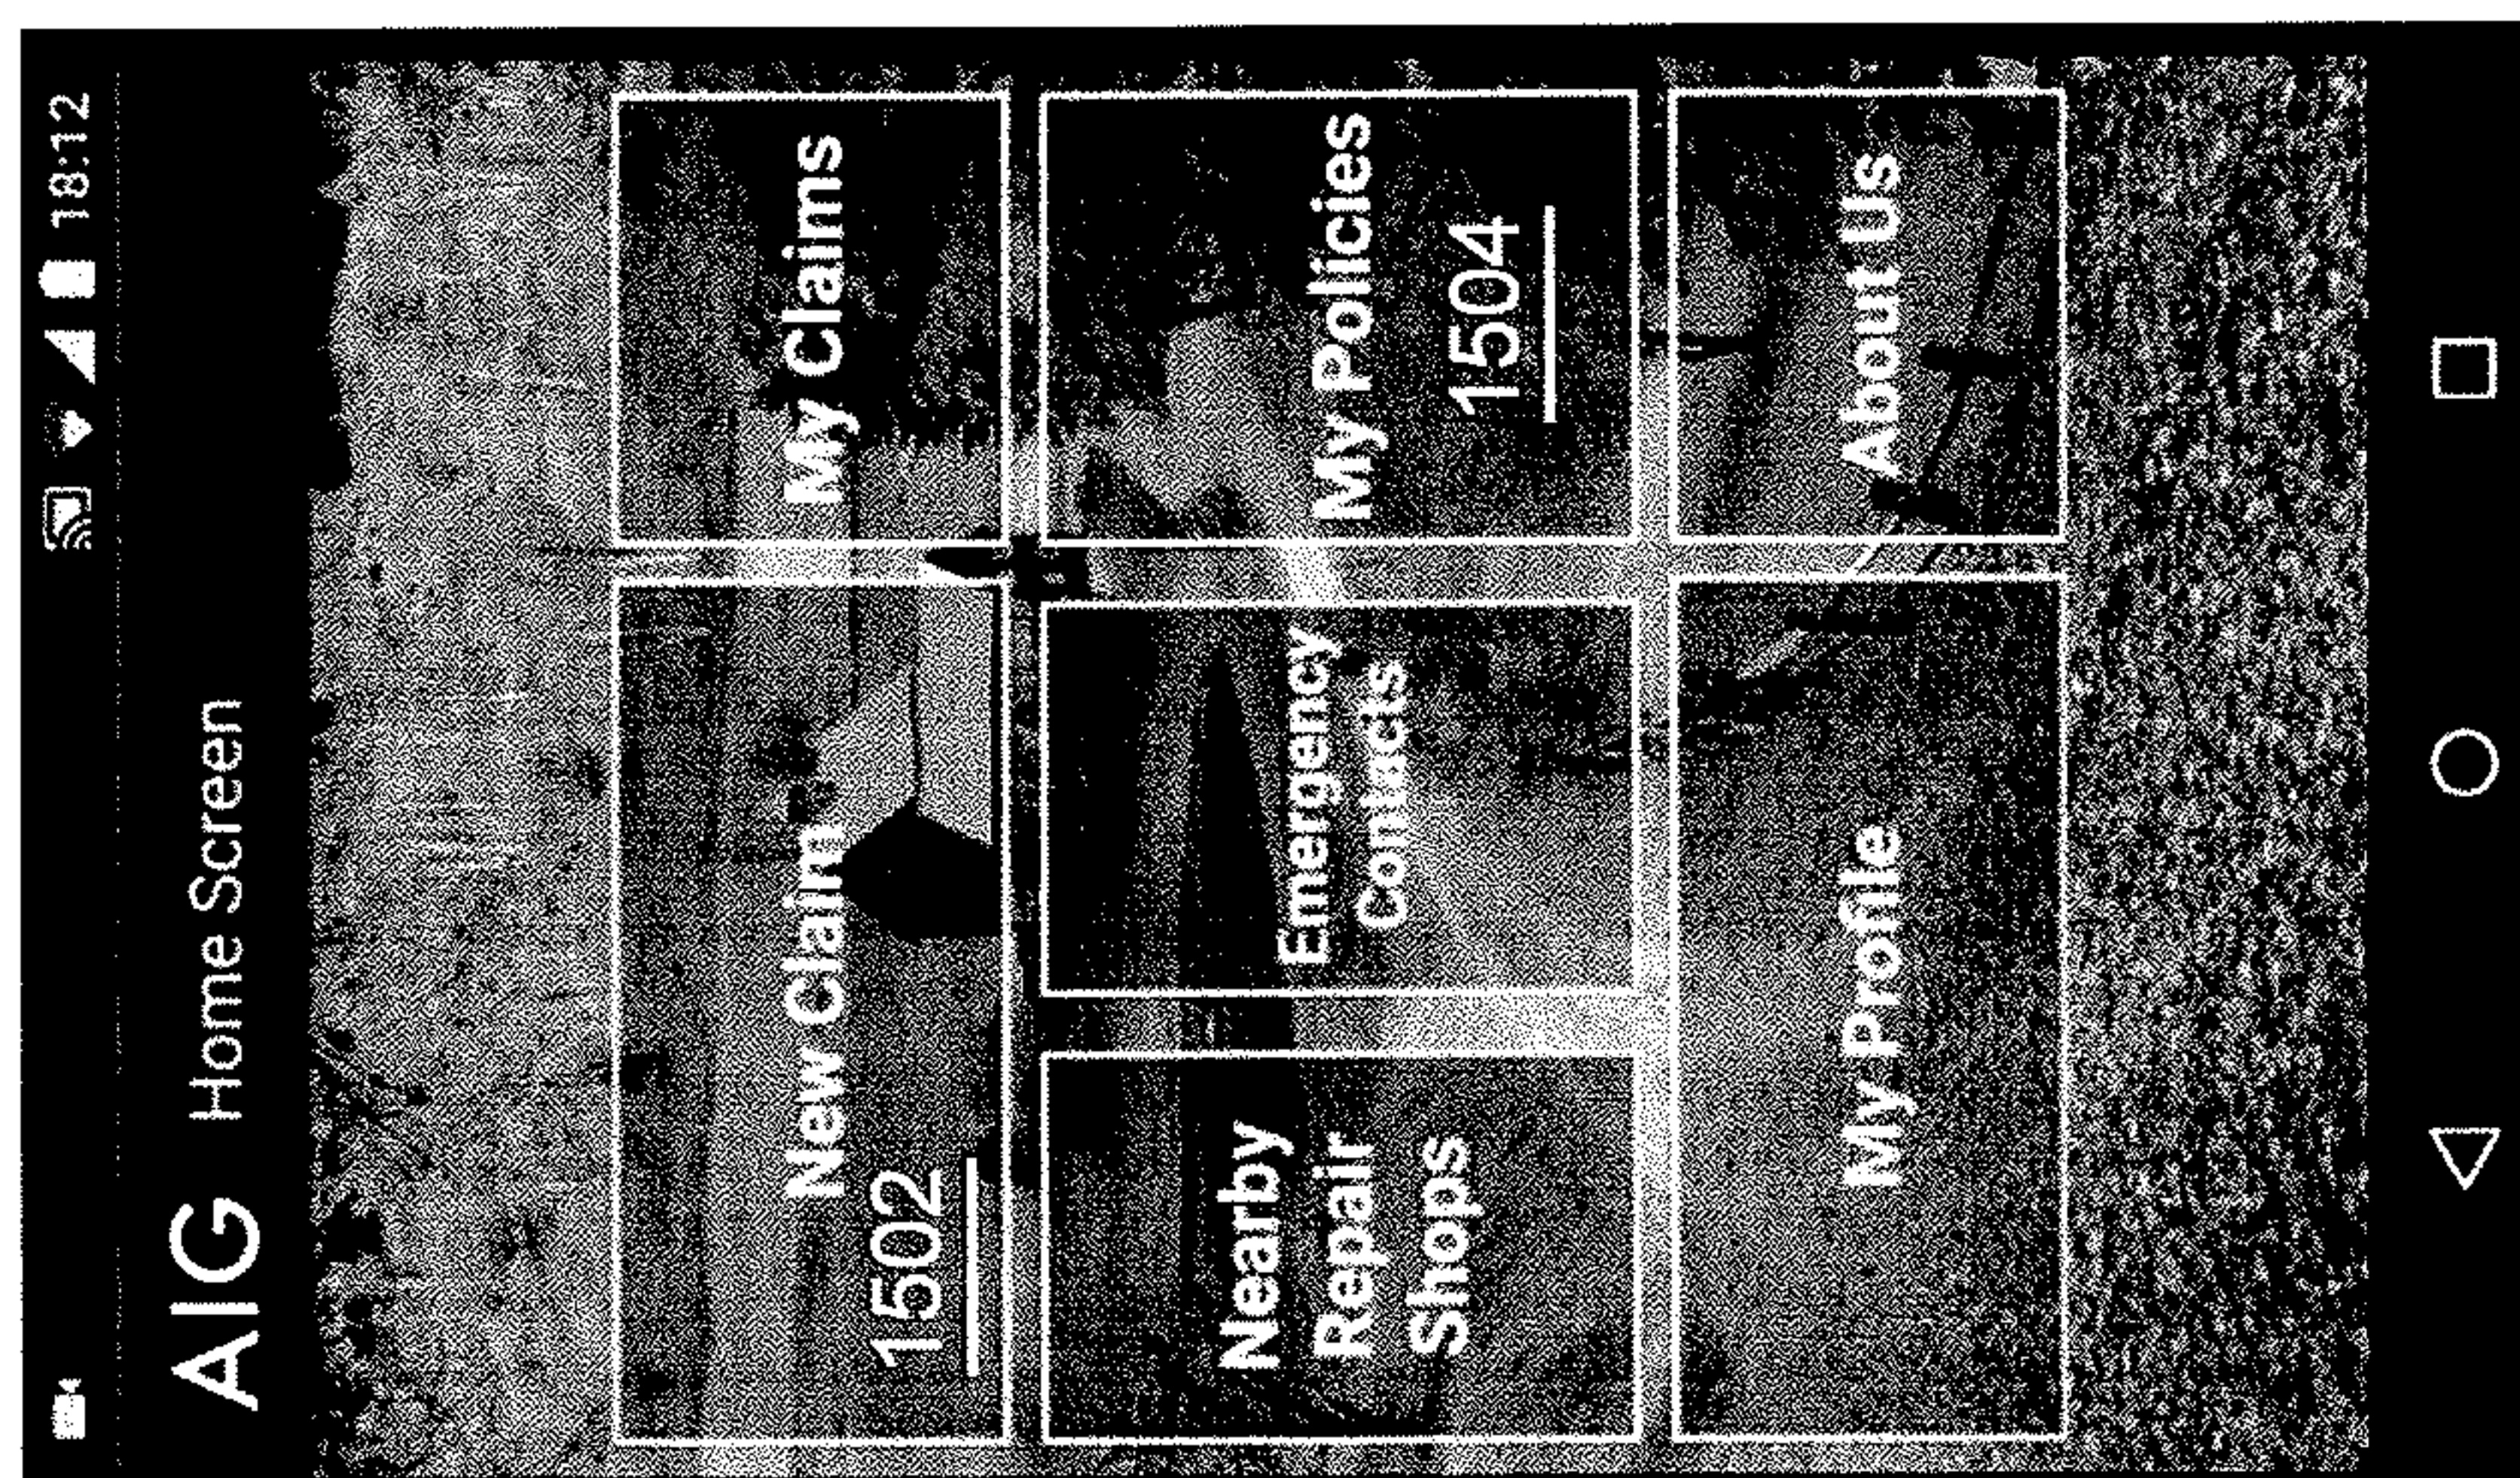 18:12
AIG Home Screen
New Claim
1502
My Claims
Nearby
Repair
Shops
Emergency
Contacts
My Policies
1504
My Profile
About Us